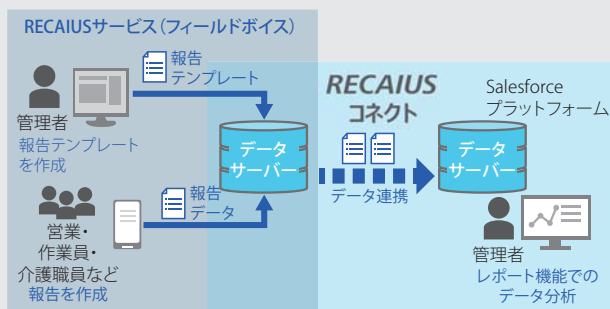 RECAIUSサービス（フィールドボイス）
報告
テンプレート
管理者
報告テンプレート
を作成
データ
サーバー
報告
データ
営業・
作業員・
介護職員など
報告を作成
RECAIUS
コネクト
データ連携
Salesforce
プラットフォーム
データ
サーバー
管理者
レポート機能での
データ分析